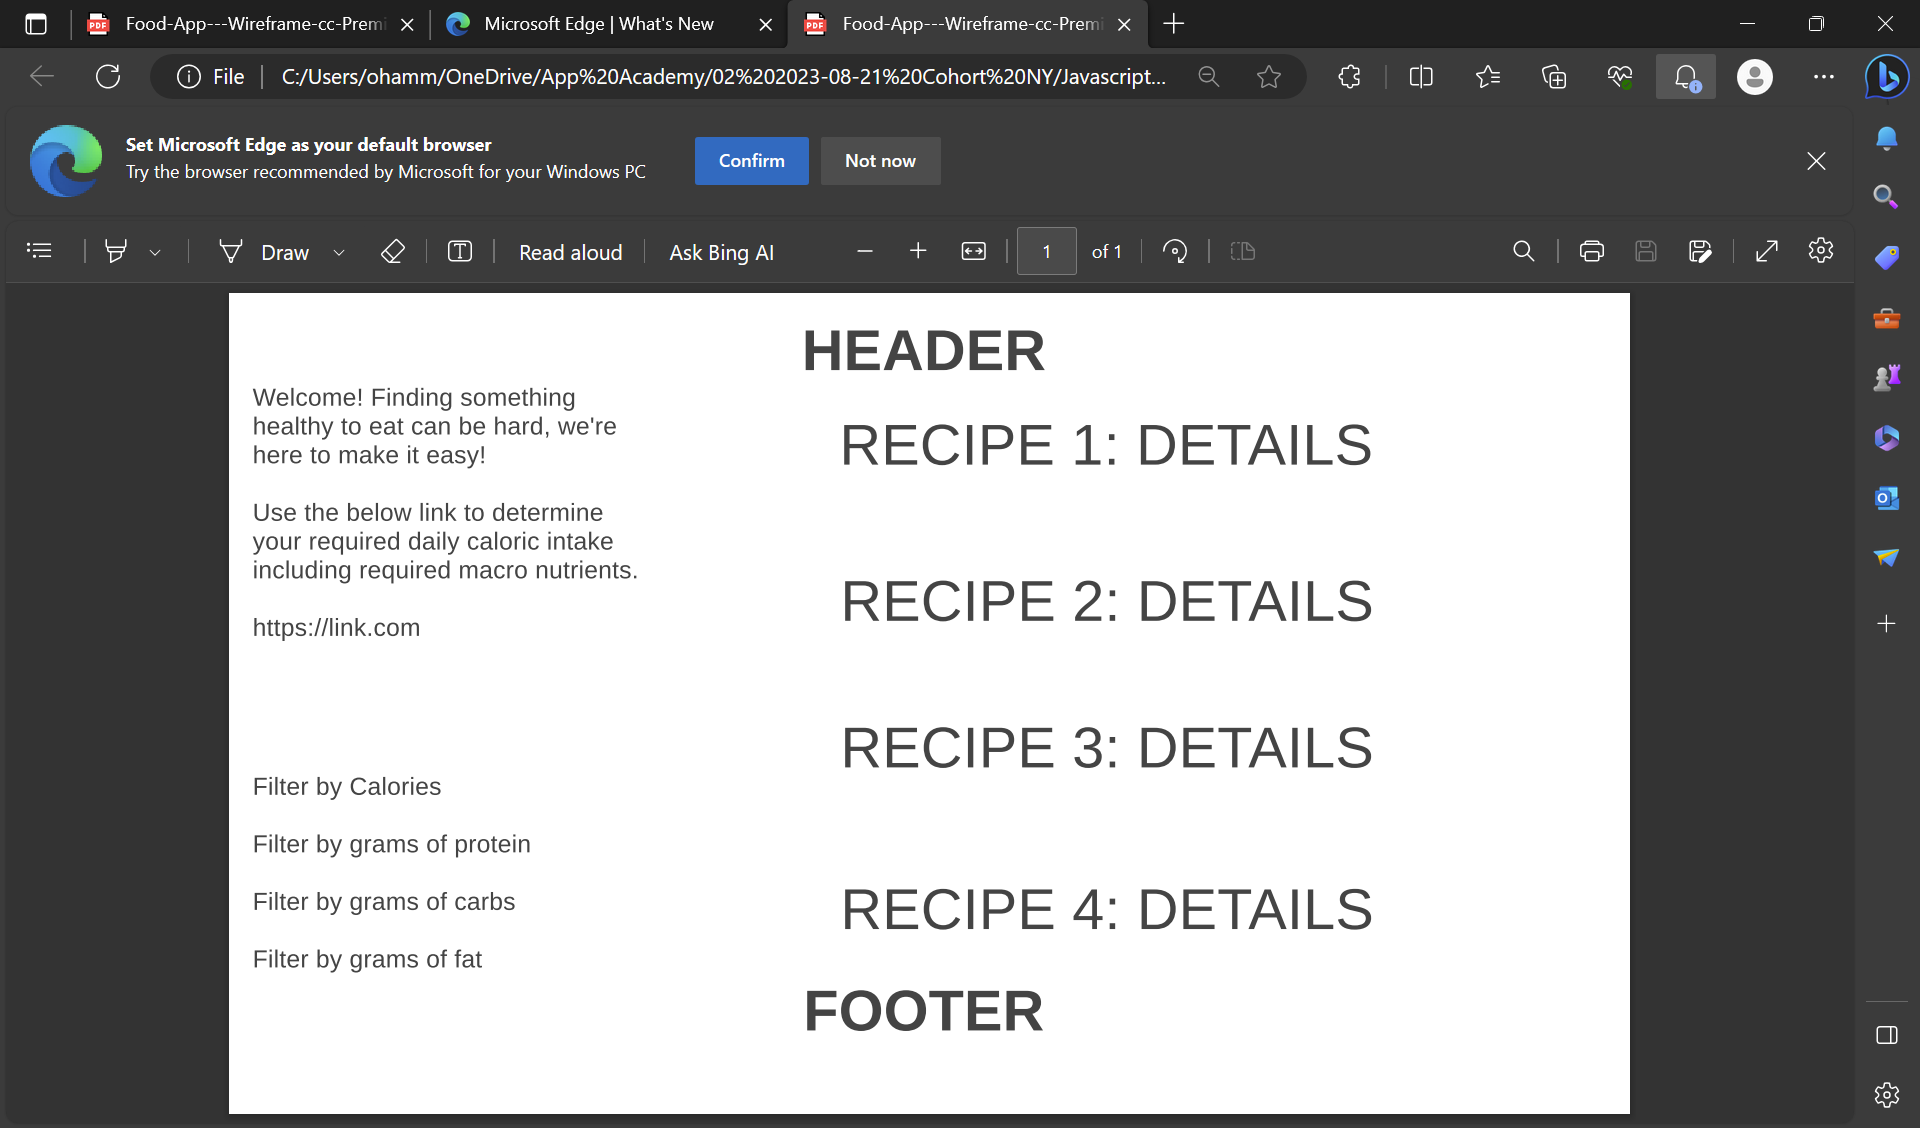 Food-App---Wireframe-cc-Premi
Microsoft Edge | What's New
Food-App---Wireframe-cc-Premi
File
C:/Users/ohamm/OneDrive/App%20Academy/02%202023-08-21%20Cohort%20NY/Javascript...
Set Microsoft Edge as your default browser
Try the browser recommended by Microsoft for your Windows PC
Confirm
Not now
Draw
Read aloud
Ask Bing AI
1
of 1
HEADER
Welcome! Finding something
healthy to eat can be hard, we're
here to make it easy!
Use the below link to determine
your required daily caloric intake
including required macro nutrients.
https://link.com
Filter by Calories
Filter by grams of protein
Filter by grams of carbs
Filter by grams of fat
RECIPE 1: DETAILS
RECIPE 2: DETAILS
RECIPE 3: DETAILS
RECIPE 4: DETAILS
FOOTER